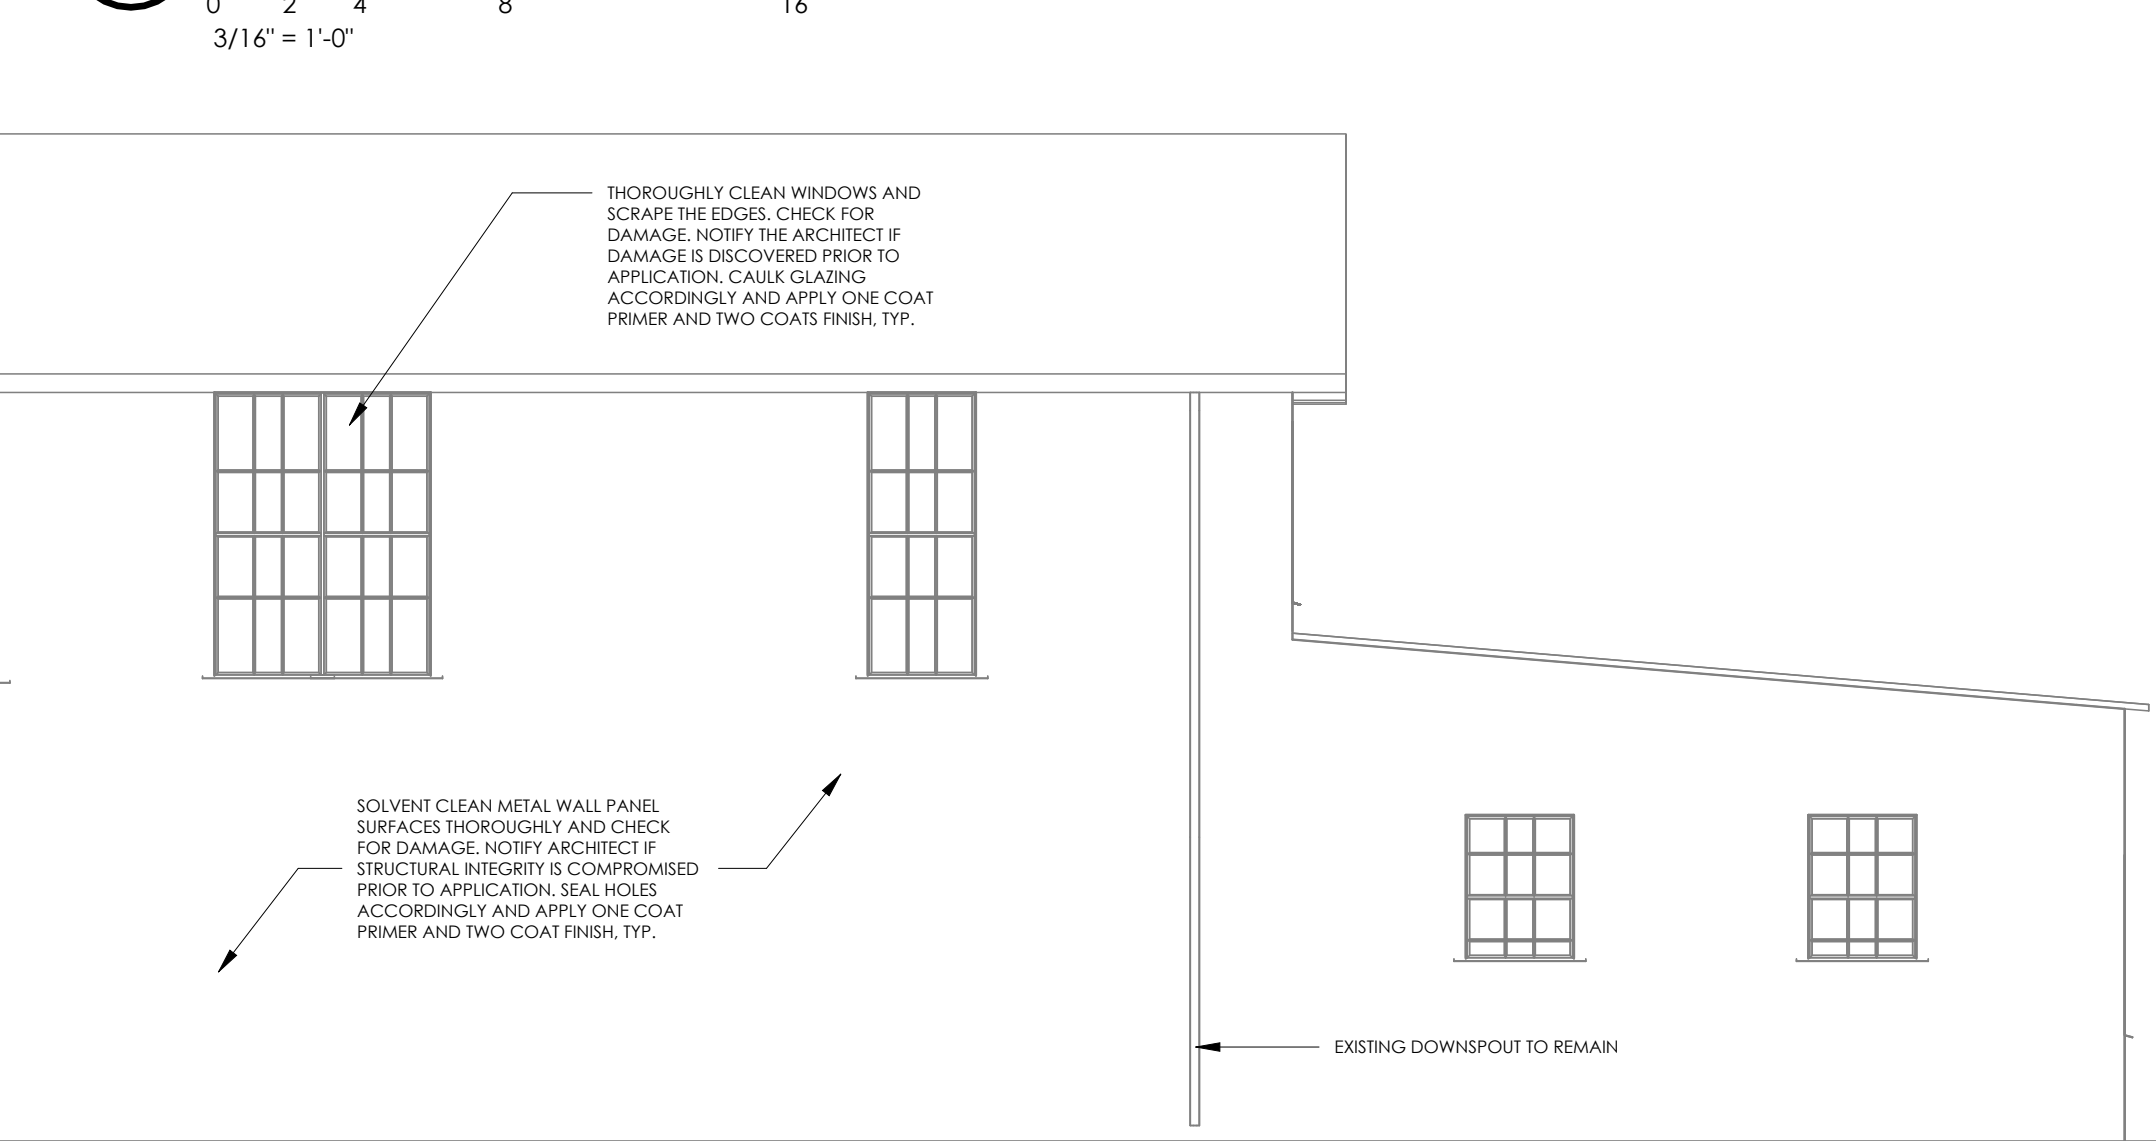 0 2 4 8 16
3/16" = 1'-0"
THOROUGHLY CLEAN WINDOWS AND
SCRAPE THE EDGES. CHECK FOR
DAMAGE. NOTIFY THE ARCHITECT IF
DAMAGE IS DISCOVERED PRIOR TO
APPLICATION. CAULK GLAZING
ACCORDINGLY AND APPLY ONE COAT
PRIMER AND TWO COATS FINISH, TYP.
SOLVENT CLEAN METAL WALL PANEL
SURFACES THOROUGHLY AND CHECK
FOR DAMAGE. NOTIFY ARCHITECT IF
STRUCTURAL INTEGRITY IS COMPROMISED
PRIOR TO APPLICATION. SEAL HOLES
ACCORDINGLY AND APPLY ONE COAT
PRIMER AND TWO COAT FINISH, TYP.
EXISTING DOWNSPOUT TO REMAIN